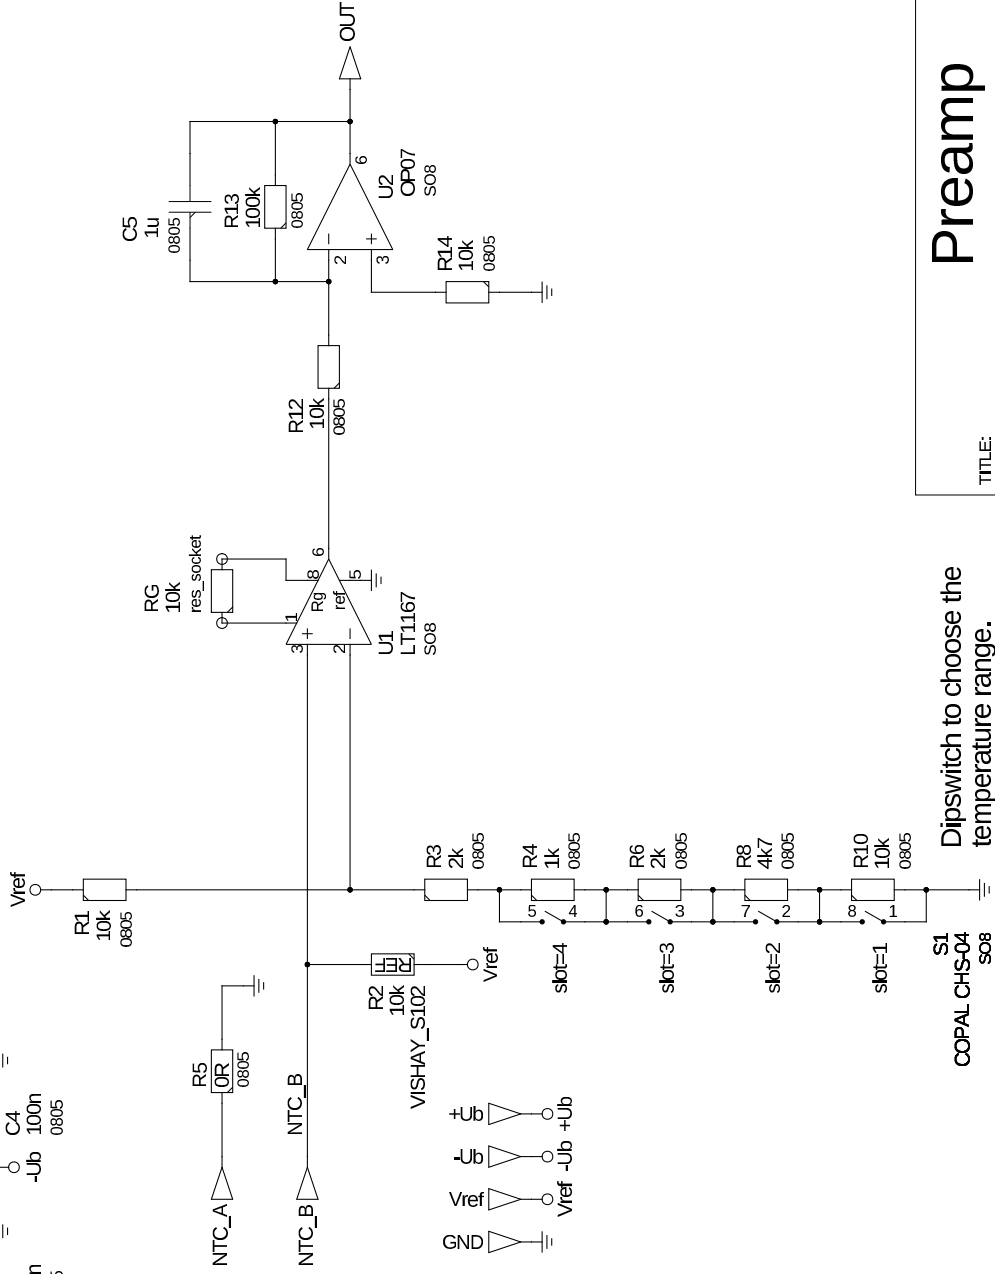 OUT
C5
1u
0805
R13
100k
0805
6
U2
OP07
SO8
2
3
R14
10k
0805
R12
10k
0805
Preamp
TITLE:
RG
10k
res_socket
1
8
6
Rg
ref
5
3
2
U1
LT1167
SO8
Vref
R1
10k
0805
R3
2k
0805
R4
1k
0805
5
4
slot=4
R6
2k
0805
6
3
slot=3
R8
4k7
0805
7
2
slot=2
R10
10k
0805
8
1
slot=1
S1
COPAL CHS-04
SO8
Dipswitch to choose the
temperature range.
R2
10k
VISHAY_S102
REF
Vref
R5
0R
0805
NTC_A
NTC_B
NTC_B
C4
100n
0805
-Ub
n
+Ub
+Ub
-Ub
-Ub
Vref
Vref
GND